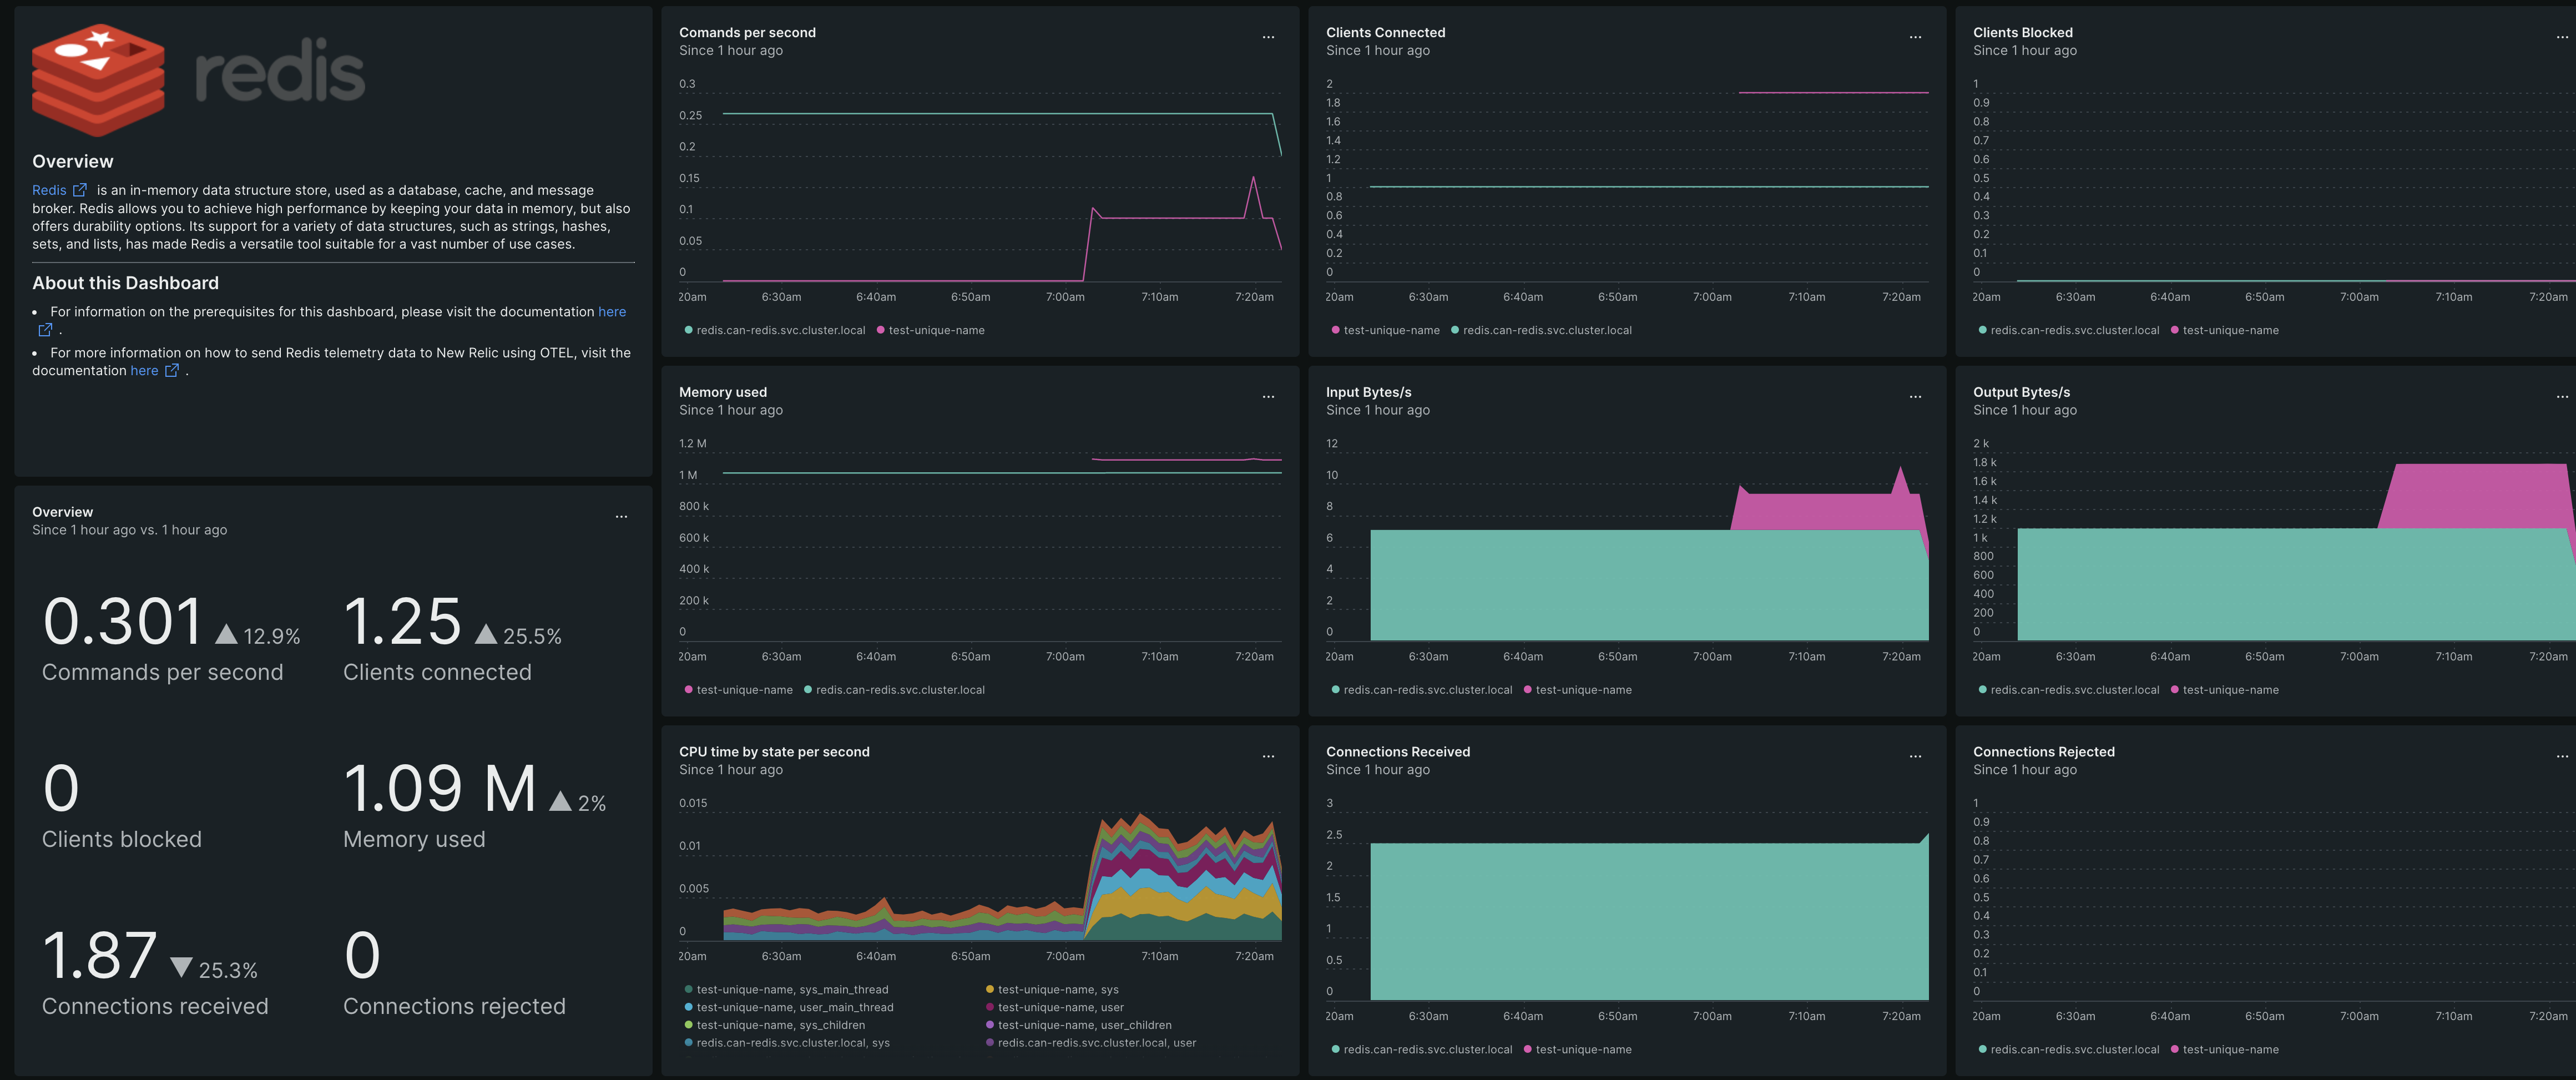 redis
Overview
Redis is an in-memory data structure store, used as a database, cache, and message
broker. Redis allows you to achieve high performance by keeping your data in memory, but also
offers durability options. Its support for a variety of data structures, such as strings, hashes,
sets, and lists, has made Redis a versatile tool suitable for a vast number of use cases.
About this Dashboard
• For information on the prerequisites for this dashboard, please visit the documentation here
.
• For more information on how to send Redis telemetry data to New Relic using OTEL, visit the
documentation here .
Overview
Since 1 hour ago vs. 1 hour ago
0.301 ▲ 12.9%
Commands per second
1.25 ▲ 25.5%
Clients connected
0
Clients blocked
1.09 M ▲ 2%
Memory used
1.87 ▼ 25.3%
Connections received
0
Connections rejected
Comands per second
...
Since 1 hour ago
0.3
0.25
0.2
0.15
0.1
0.05
0
20am 6:30am 6:40am 6:50am 7:00am 7:10am 7:20am
redis.can-redis.svc.cluster.local test-unique-name
Clients Connected
...
Since 1 hour ago
2
1.8
1.6
1.4
1.2
1
0.8
0.6
0.4
0.2
0
20am 6:30am 6:40am 6:50am 7:00am 7:10am 7:20am
test-unique-name redis.can-redis.svc.cluster.local
Clients Blocked
...
Since 1 hour ago
1
0.9
0.8
0.7
0.6
0.5
0.4
0.3
0.2
0.1
0
20am 6:30am 6:40am 6:50am 7:00am 7:10am 7:20am
redis.can-redis.svc.cluster.local test-unique-name
Memory used
...
Since 1 hour ago
1.2 M
1 M
800 k
600 k
400 k
200 k
0
20am 6:30am 6:40am 6:50am 7:00am 7:10am 7:20am
test-unique-name redis.can-redis.svc.cluster.local
Input Bytes/s
...
Since 1 hour ago
12
10
8
6
4
2
0
20am 6:30am 6:40am 6:50am 7:00am 7:10am 7:20am
redis.can-redis.svc.cluster.local test-unique-name
Output Bytes/s
...
Since 1 hour ago
2 k
1.8 k
1.6 k
1.4 k
1.2 k
1 k
800
600
400
200
0
20am 6:30am 6:40am 6:50am 7:00am 7:10am 7:20am
redis.can-redis.svc.cluster.local test-unique-name
CPU time by state per second
...
Since 1 hour ago
0.015
0.01
0.005
0
20am 6:30am 6:40am 6:50am 7:00am 7:10am 7:20am
test-unique-name, sys_main_thread test-unique-name, sys
test-unique-name, user_main_thread test-unique-name, user
test-unique-name, sys_children test-unique-name, user_children
redis.can-redis.svc.cluster.local, sys redis.can-redis.svc.cluster.local, user
Connections Received
...
Since 1 hour ago
3
2.5
2
1.5
1
0.5
0
20am 6:30am 6:40am 6:50am 7:00am 7:10am 7:20am
redis.can-redis.svc.cluster.local test-unique-name
Connections Rejected
...
Since 1 hour ago
1
0.9
0.8
0.7
0.6
0.5
0.4
0.3
0.2
0.1
0
20am 6:30am 6:40am 6:50am 7:00am 7:10am 7:20am
redis.can-redis.svc.cluster.local test-unique-name